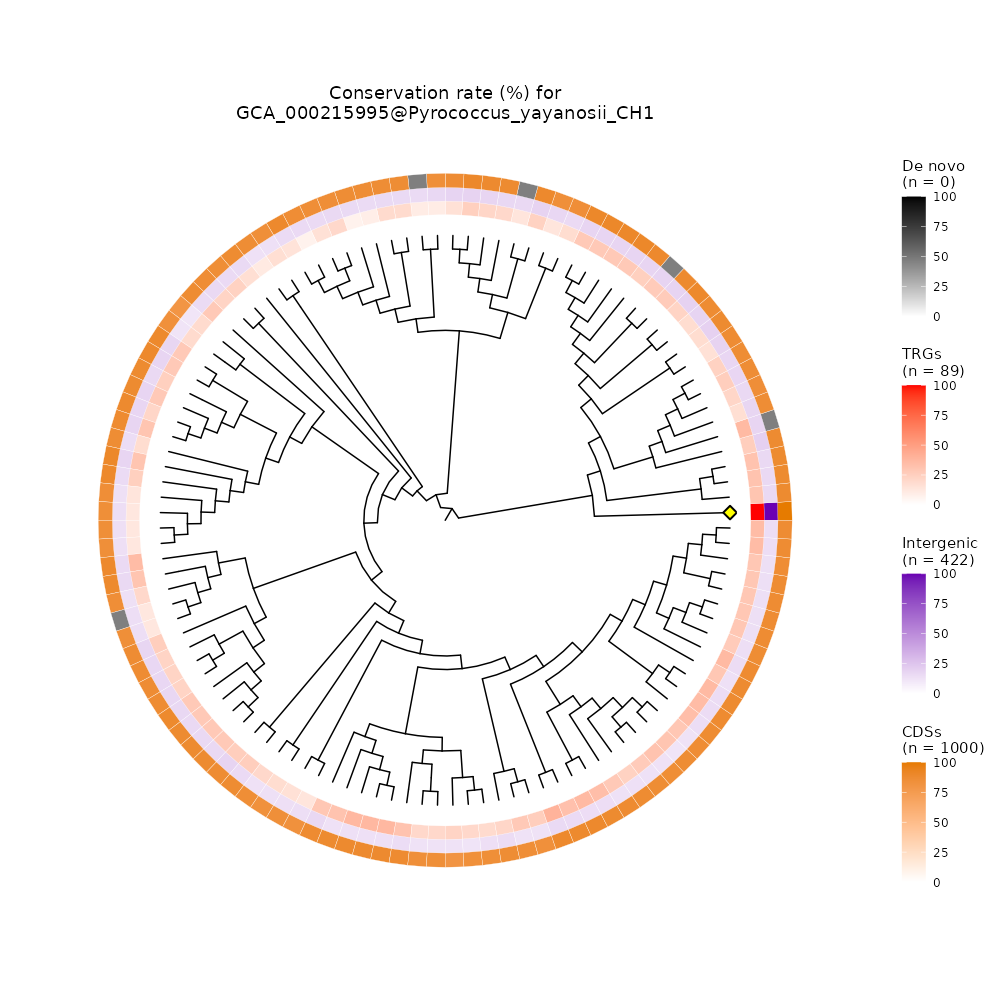 Conservation rate (%) for
GCA_000215995@Pyrococcus_yayanosii_CH1
De novo
(n = 0)
100
75
50
25
0
TRGs
(n = 89)
100
75
50
25
0
Intergenic
(n = 422)
100
75
50
25
0
CDSs
(n = 1000)
100
75
50
25
0